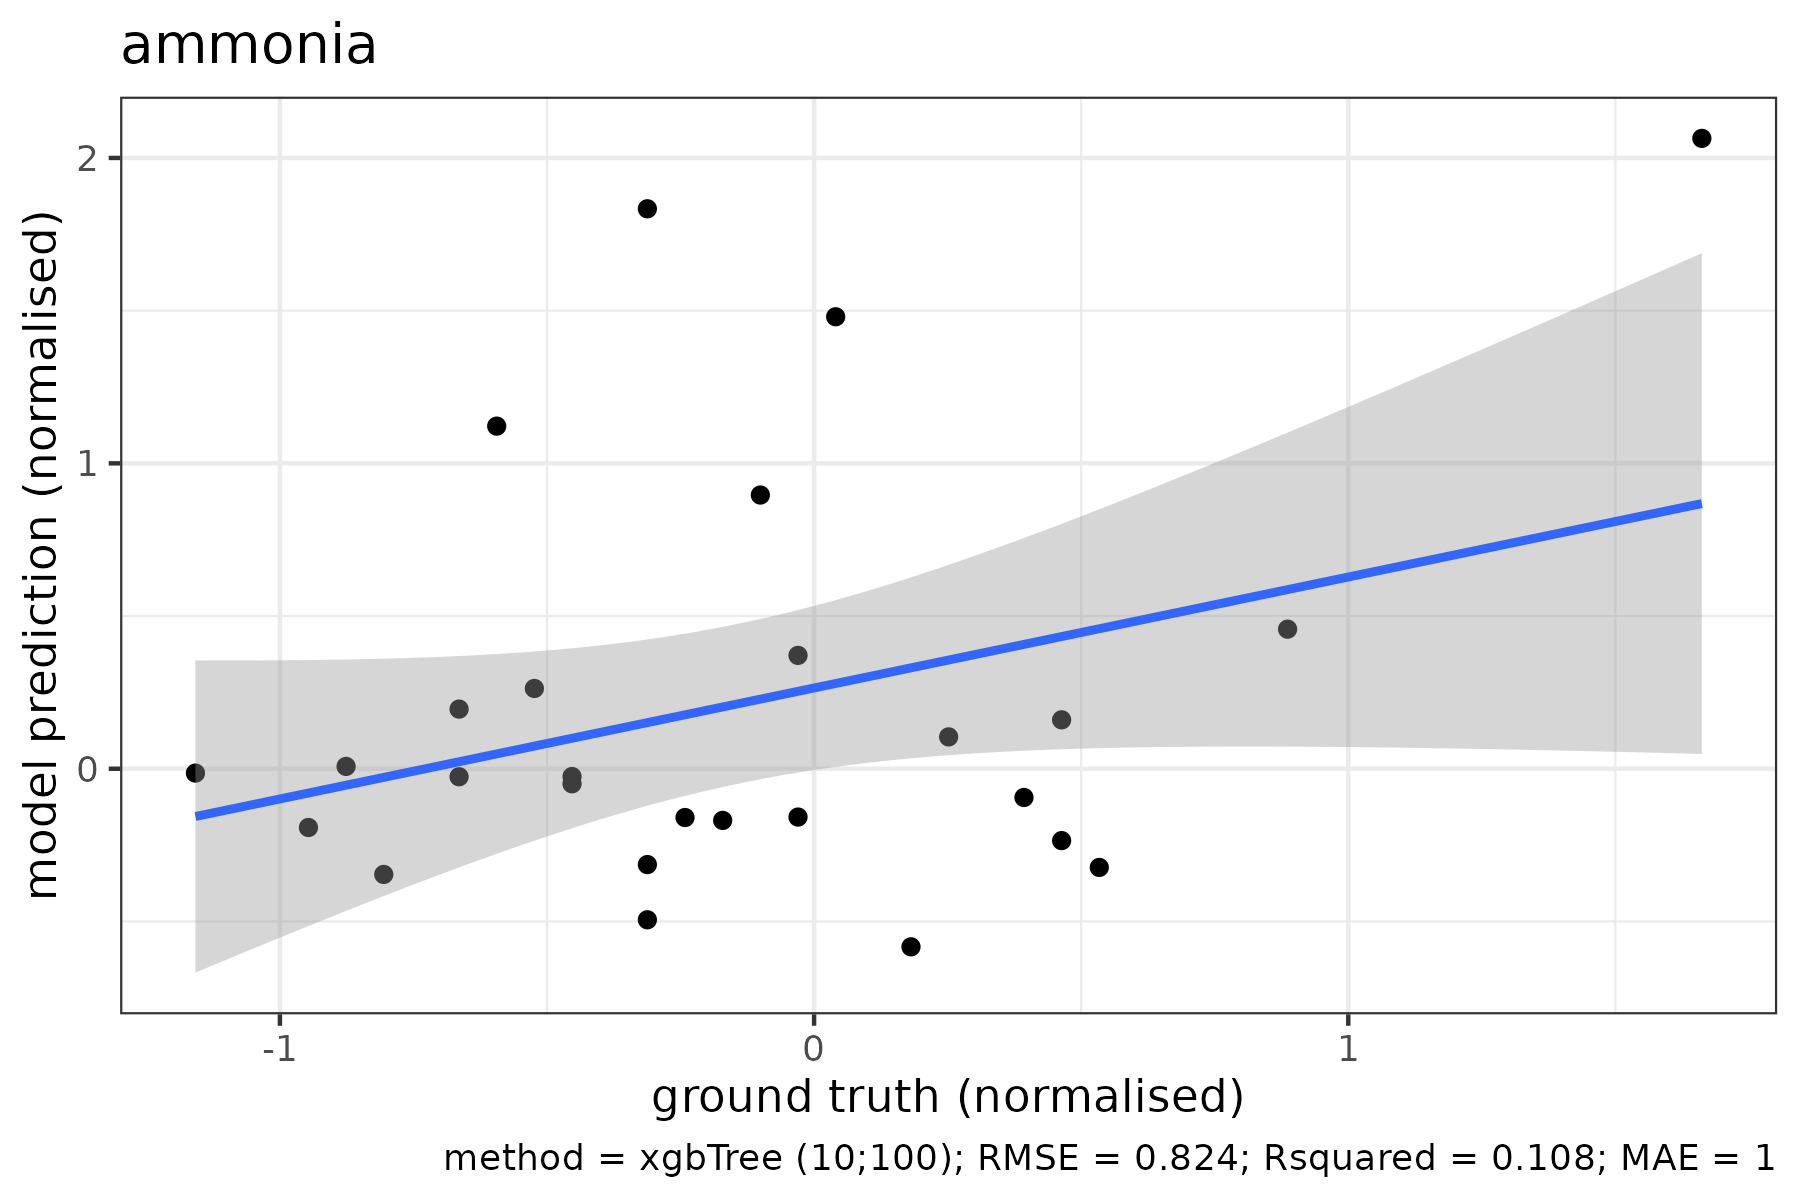 ammonia
model prediction (normalised)
2
1
0
-1
0
1
ground truth (normalised)
method = xgbTree (10;100); RMSE = 0.824; Rsquared = 0.108; MAE = 1